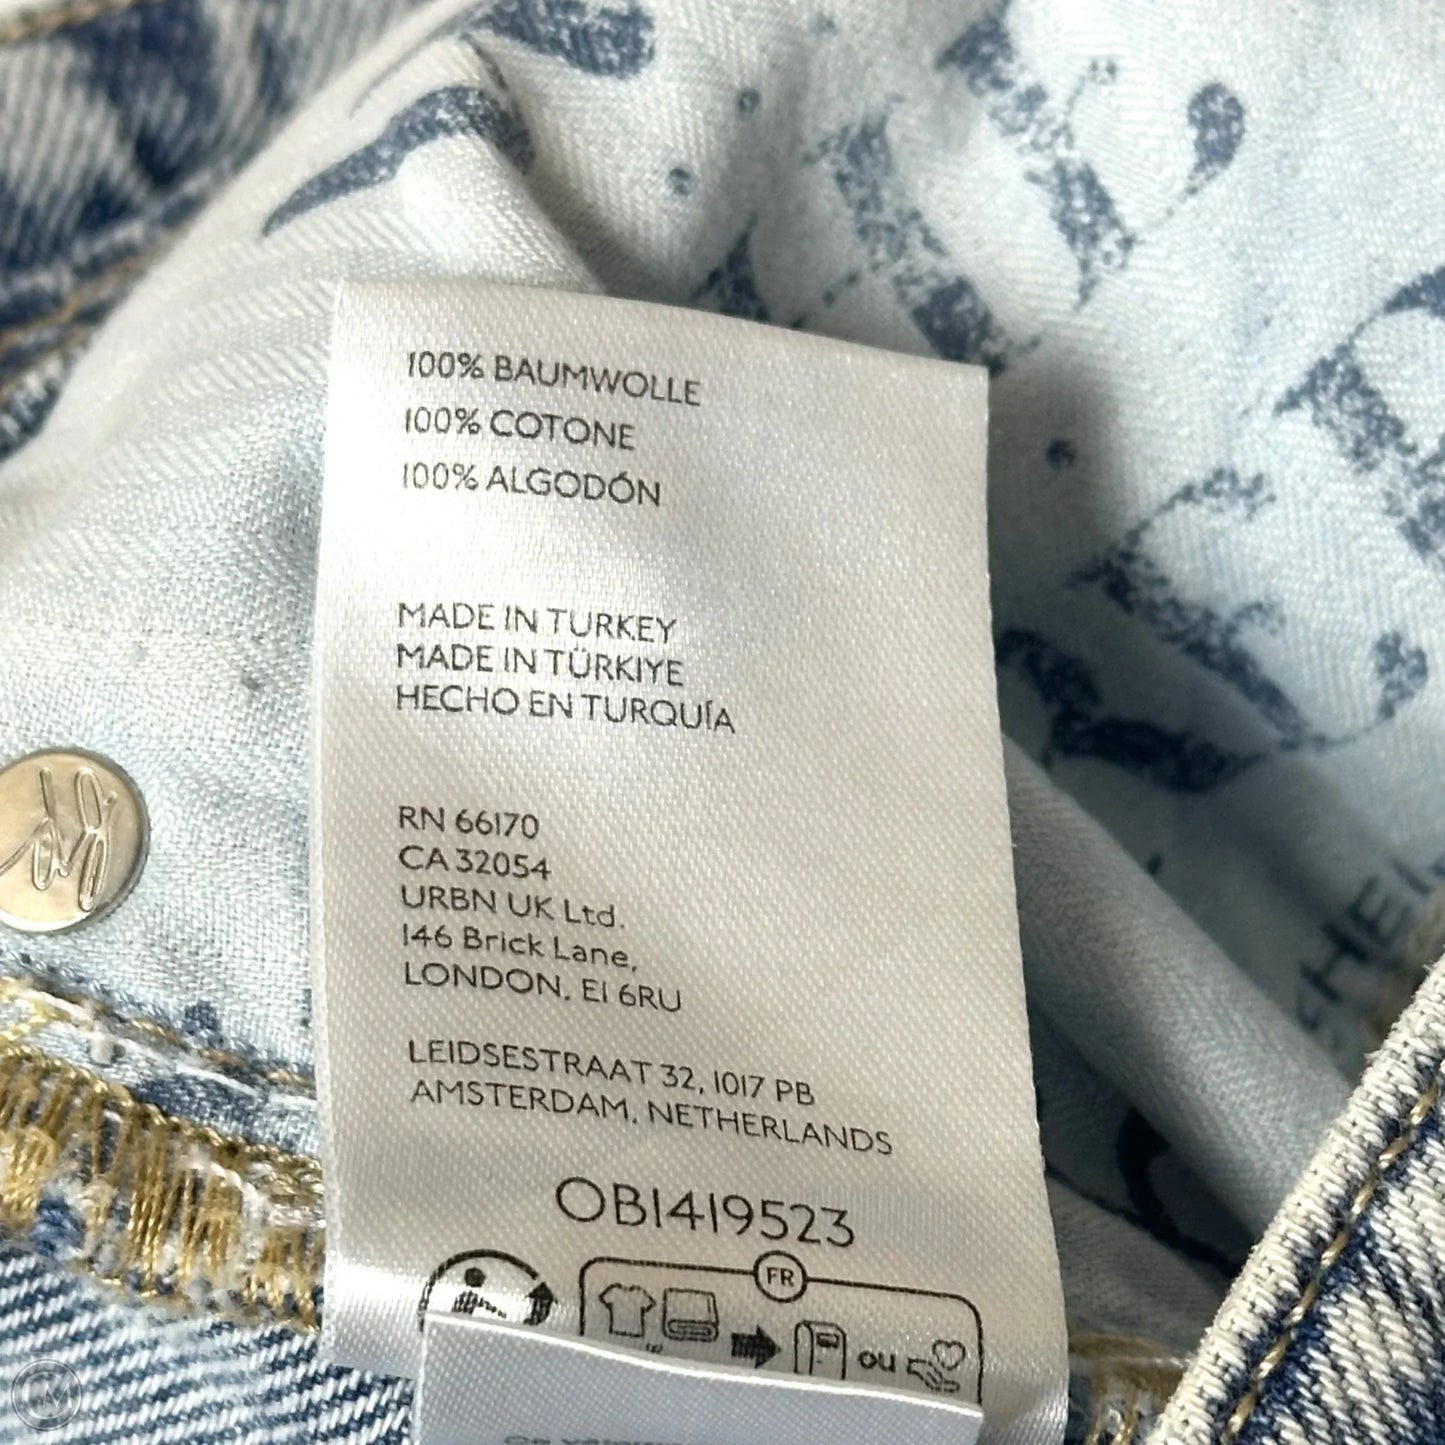 100% BAUMWOLLE
100% COTONE
100% ALGODÓN
MADE IN TURKEY
MADE IN TÜRKIYE
HECHO EN TURQUÍA
RN 66170
CA 32054
URBN UK Ltd.
146 Brick Lane,
LONDON, E1 6RU
LEIDSESTRAAT 32, 1017 PB
AMSTERDAM, NETHERLANDS
OB1419523
FR
ou